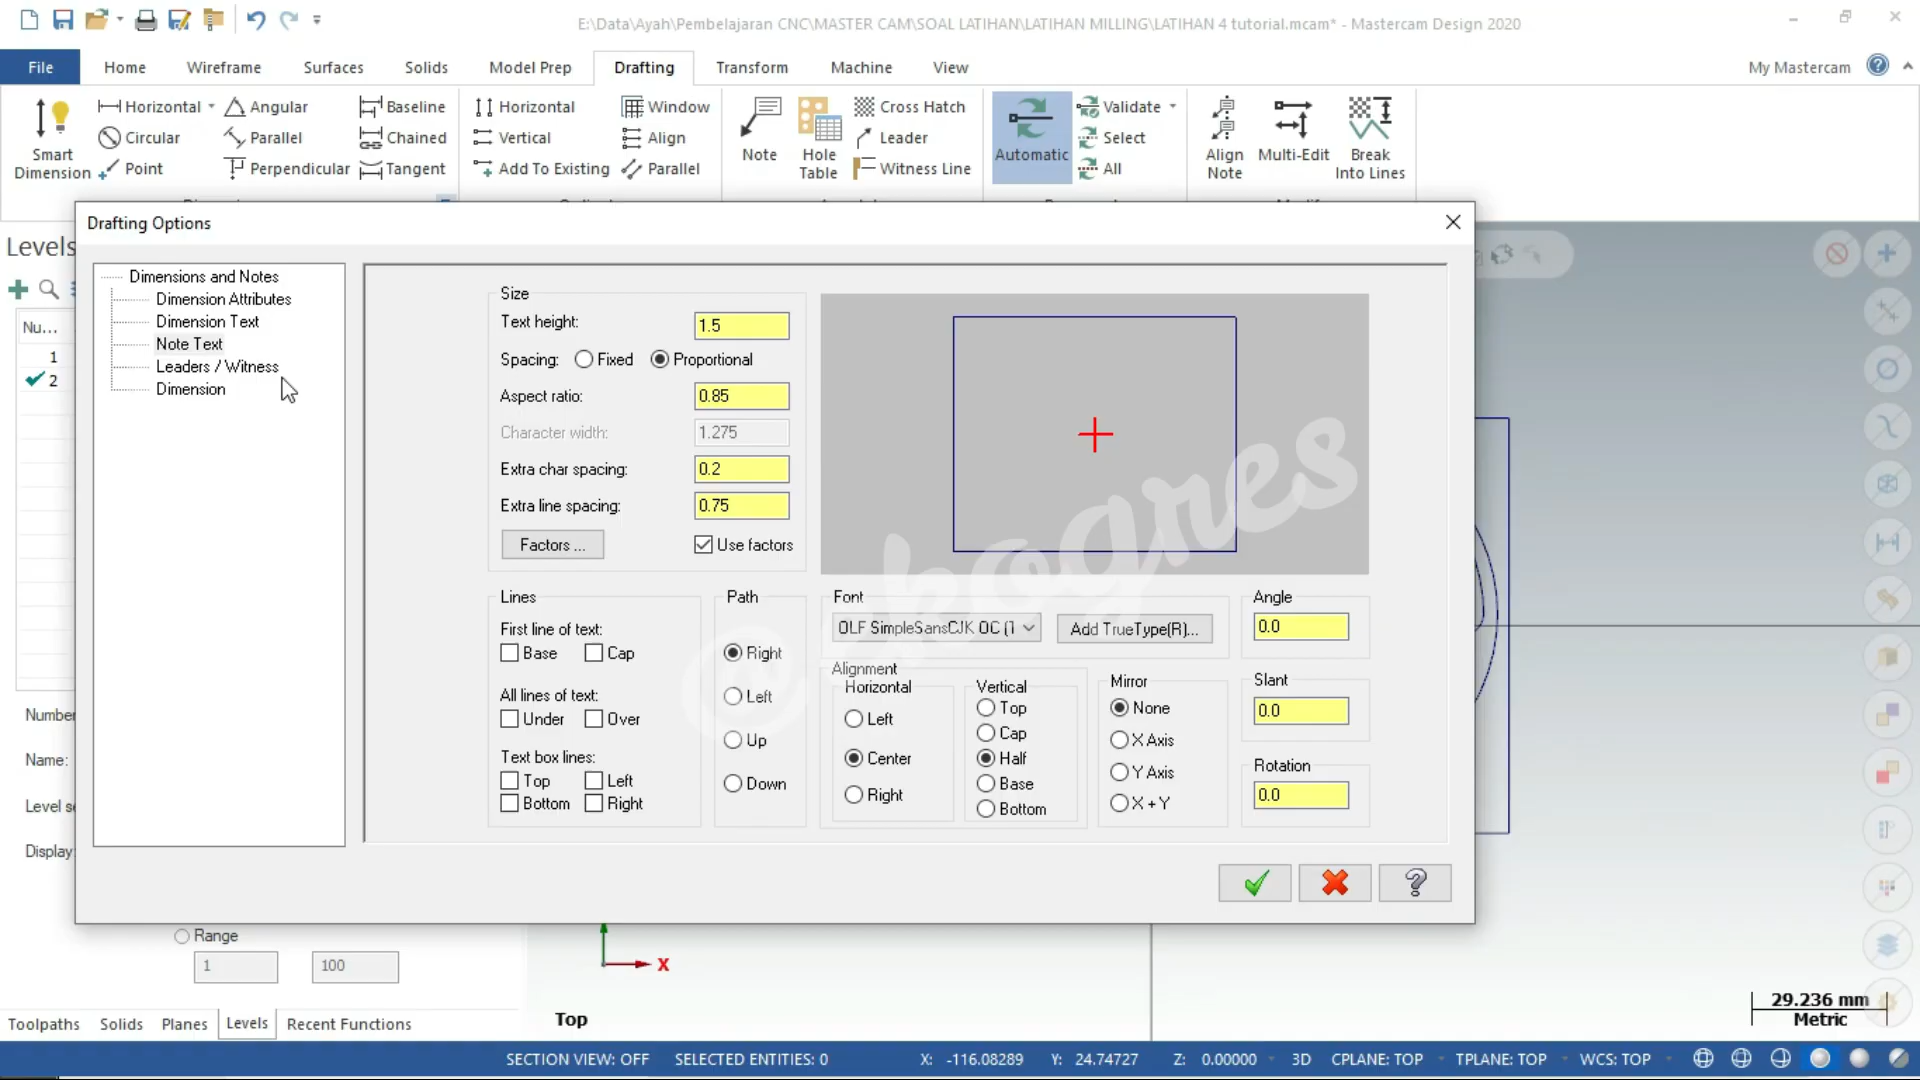 E:\Data\Ayah\Pembelajaran CNC\MASTER CAM\SOAL LATIHAN\LATIHAN MILLING\LATIHAN 4 tutorial.mcam* - Mastercam Design 2020
File Home Wireframe Surfaces Solids Model Prep Drafting Transform Machine View My Mastercam
Horizontal Angular Baseline Horizontal Window Cross Hatch Validate
Circular Parallel Chained Vertical Align Leader Select
Point Perpendicular Tangent Add To Existing Parallel Witness Line All
Smart Dimension
Note
Hole Table
Automatic
Align Note
Multi-Edit
Break Into Lines
Drafting Options
Levels
Nu...
1
2
Number
Name:
Display:
Dimensions and Notes
Dimension Attributes
Dimension Text
Note Text
Leaders / Witness
Dimension
Size
Text height: 1.5
Spacing: Fixed Proportional
Aspect ratio: 0.85
Character width: 1.275
Extra char spacing: 0.2
Extra line spacing: 0.75
Factors ... Use factors
Lines
First line of text:
Base Cap
All lines of text:
Under Over
Text box lines:
Top Left
Bottom Right
Path
Right
Left
Up
Down
Font
OLF SimpleSansCJK OC (T Add TrueType(R)...
Alignment
Horizontal
Left
Center
Right
Vertical
Top
Cap
Half
Base
Bottom
Mirror
None
X Axis
Y Axis
X + Y
Angle
0.0
Slant
0.0
Rotation
0.0
@ekogres
Range
1 100
X
Toolpaths Solids Planes Levels Recent Functions
Top
29.236 mm
Metric
SECTION VIEW: OFF SELECTED ENTITIES: 0 X: -116.08289 Y: 24.74727 Z: 0.00000 3D CPLANE: TOP TPLANE: TOP WCS: TOP